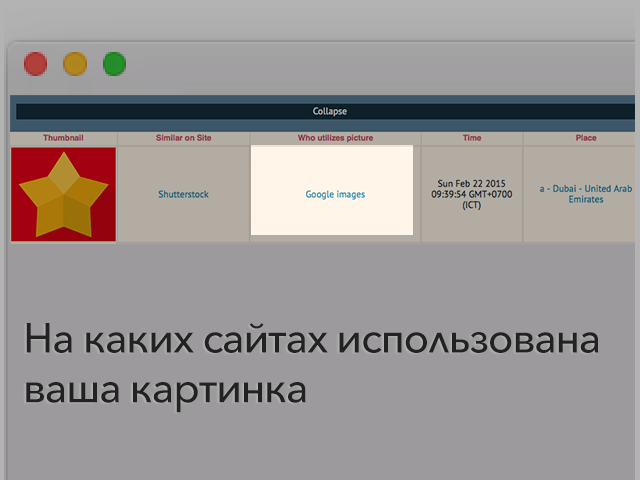 Collapse
Thumbnail Similar on Site Who utilizes picture Time Place
Shutterstock
Google images
Sun Feb 22 2015
09:39:54 GMT+0700
(ICT)
a - Dubai - United Arab
Emirates
На каких сайтах использована
ваша картинка